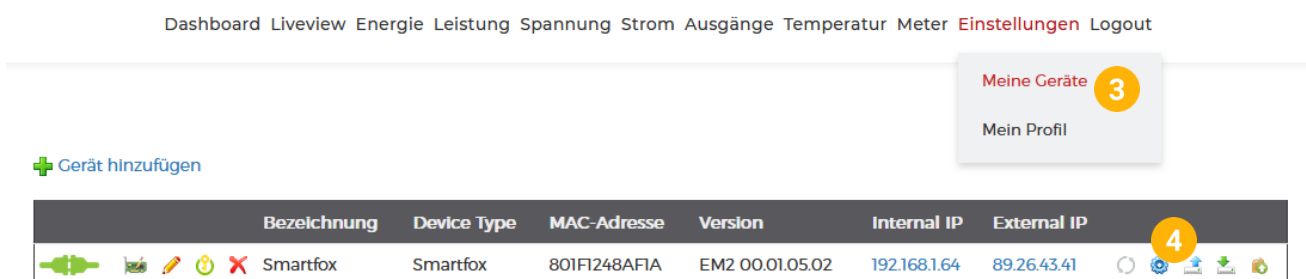 Dashboard Liveview Energie Leistung Spannung Strom Ausgänge Temperatur Meter Einstellungen Logout
Meine Geräte 3
Mein Profil
Gerät hinzufügen
Bezeichnung Device Type MAC-Adresse Version Internal IP External IP
4
Smartfox Smartfox 801F1248AF1A EM2 00.01.05.02 192.168.1.64 89.26.43.41